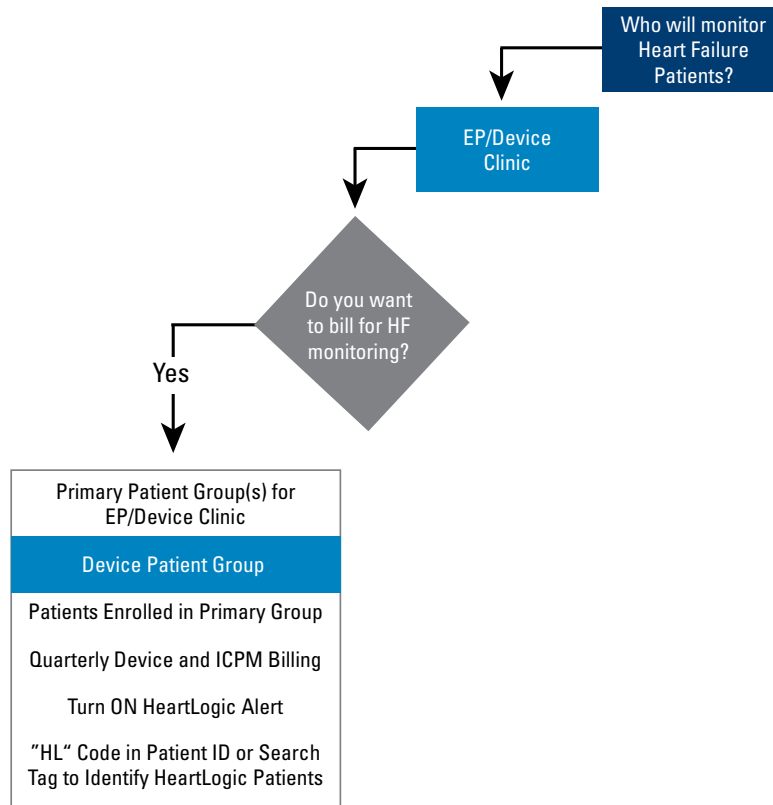 Who will monitor
Heart Failure
Patients?
EP/Device
Clinic
Do you want
to bill for HF
monitoring?
Yes
Primary Patient Group(s) for
EP/Device Clinic
Device Patient Group
Patients Enrolled in Primary Group
Quarterly Device and ICPM Billing
Turn ON HeartLogic Alert
”HL“ Code in Patient ID or Search
Tag to Identify HeartLogic Patients